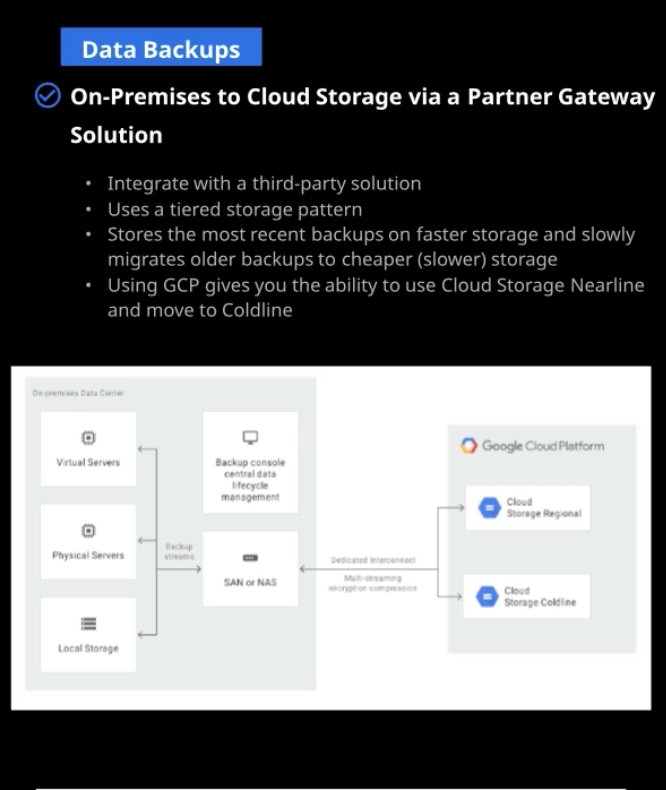 Data Backups
On-Premises to Cloud Storage via a Partner Gateway
Solution
• Integrate with a third-party solution
• Uses a tiered storage pattern
• Stores the most recent backups on faster storage and slowly
migrates older backups to cheaper (slower) storage
• Using GCP gives you the ability to use Cloud Storage Nearline
and move to Coldline
On-premises Data Center
Virtual Servers
Backup console
central data
lifecycle
management
Physical Servers
Backup
streams
SAN or NAS
Local Storage
Dedicated Interconnect
Multi-streaming
encryption compression
Google Cloud Platform
Cloud
Storage Regional
Cloud
Storage Coldline